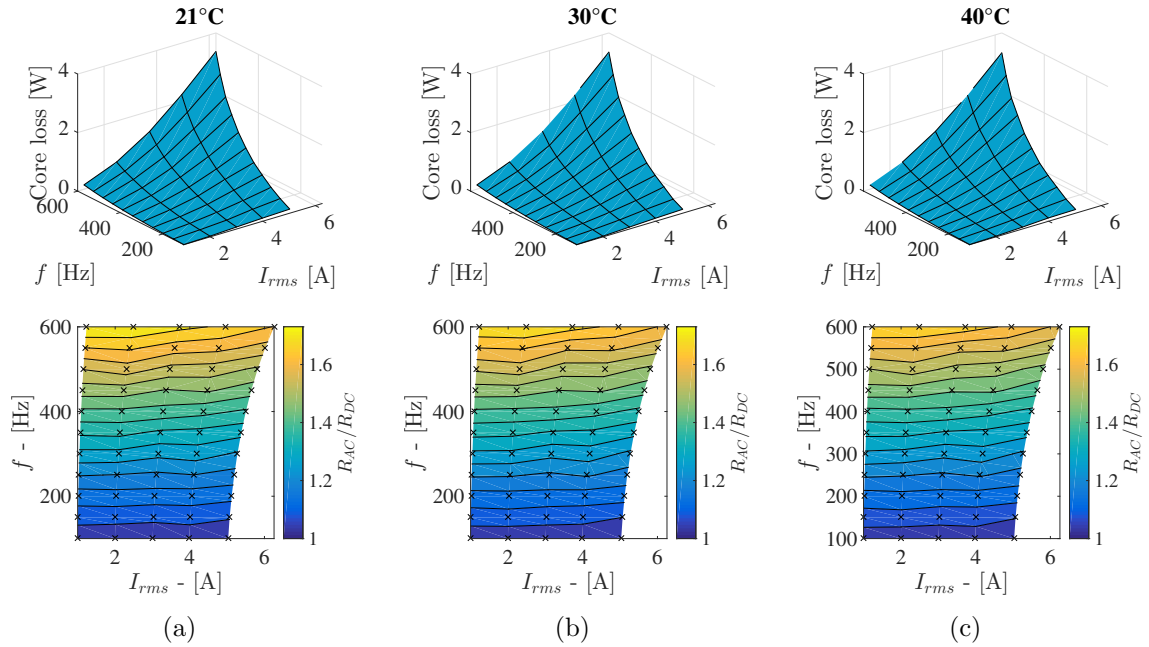 21°C
30°C
40°C
Core loss [W]
4
2
0
600
400
200
f [Hz]
2
4
6
I_rms [A]
Core loss [W]
4
2
0
400
200
f [Hz]
2
4
6
I_rms [A]
Core loss [W]
4
2
0
400
200
f [Hz]
2
4
6
I_rms [A]
f - [Hz]
600
400
200
2
4
6
I_rms - [A]
1.6
1.4
1.2
1
R_AC/R_DC
f - [Hz]
600
400
200
2
4
6
I_rms - [A]
1.6
1.4
1.2
1
R_AC/R_DC
f - [Hz]
600
500
400
300
200
100
2
4
6
I_rms - [A]
1.6
1.4
1.2
1
R_AC/R_DC
(a)
(b)
(c)